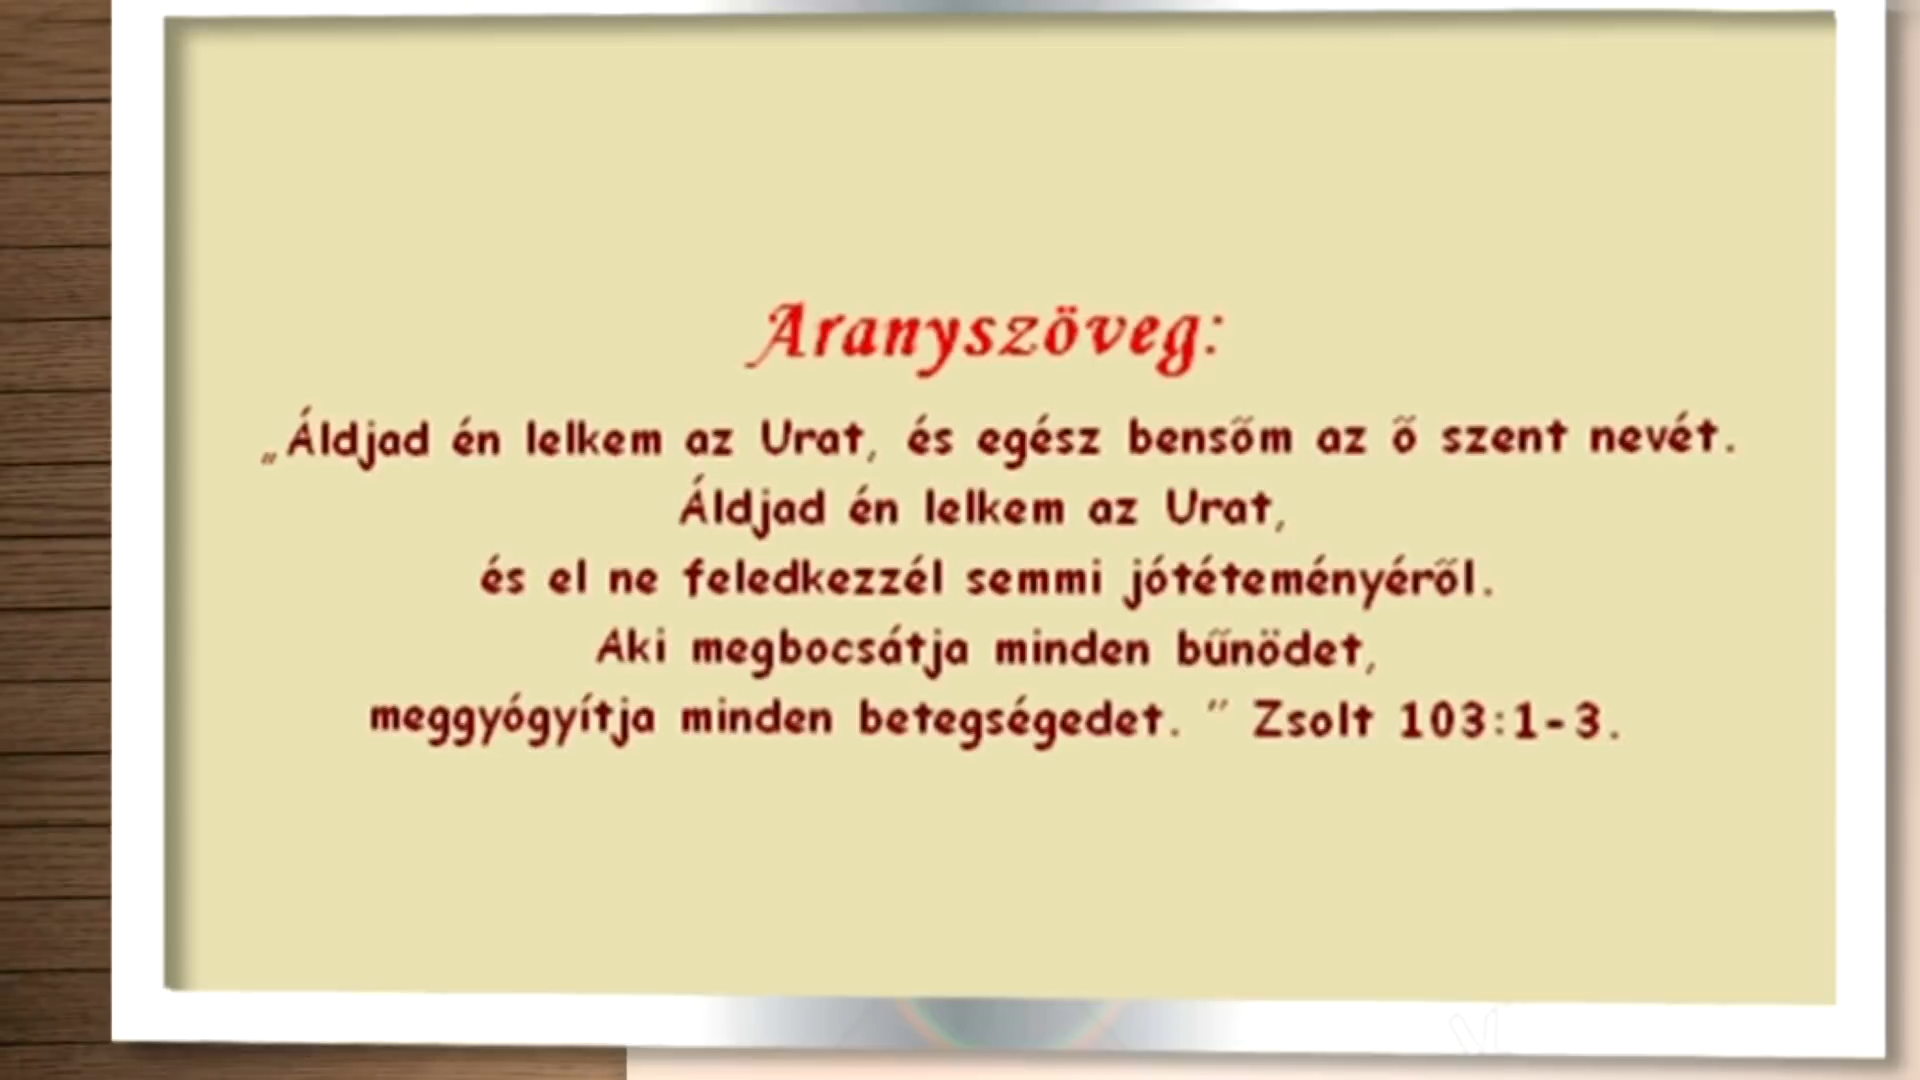 Aranyszöveg:
„Áldjad én lelkem az Urat, és egész bensőm az ő szent nevét.
Áldjad én lelkem az Urat,
és el ne feledkezzél semmi jótéteményéről.
Aki megbocsátja minden bűnödet,
meggyógyítja minden betegségedet. ” Zsolt 103:1-3.